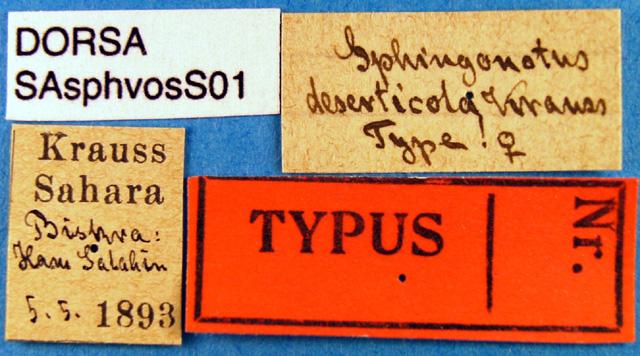 DORSA
SAsphvosS01
Sphingonotus
deserticola Krauss
Type! ♀
Krauss
Sahara
Biskra:
Ham Salahin
5. 5. 1893
TYPUS
Nr.